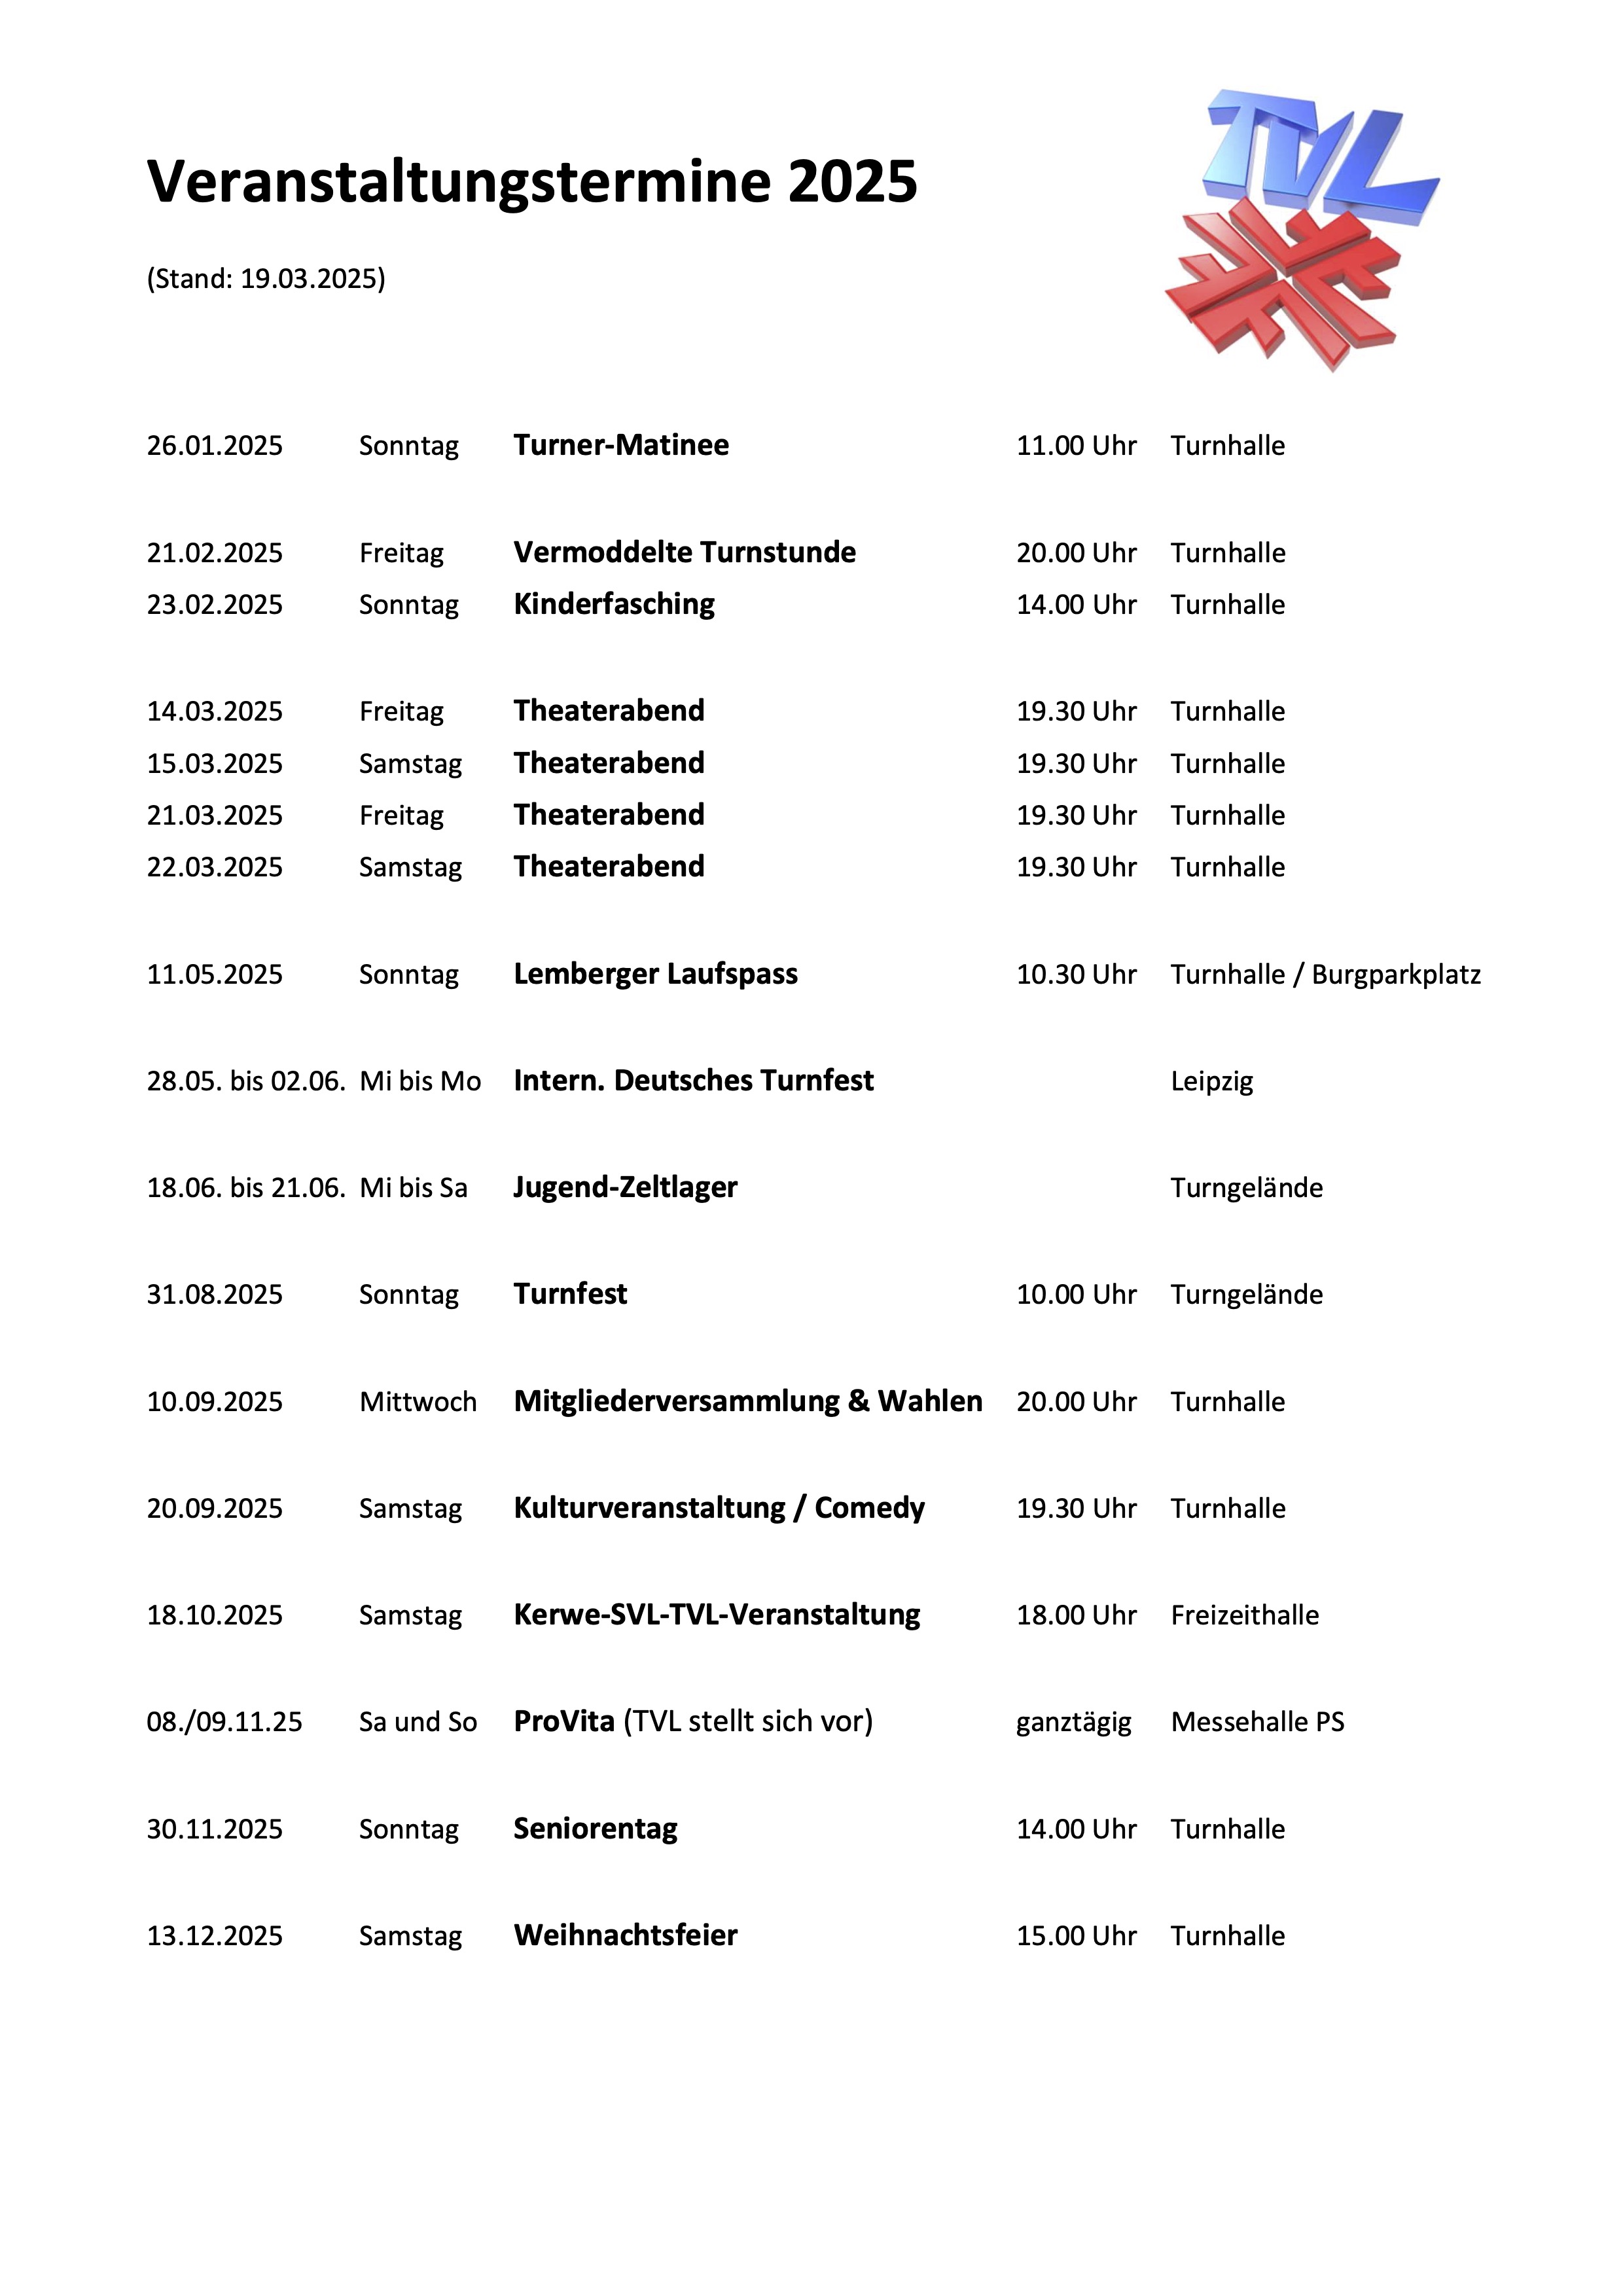 TVL
Veranstaltungstermine 2025
(Stand: 19.03.2025)
26.01.2025 Sonntag Turner-Matinee 11.00 Uhr Turnhalle
21.02.2025 Freitag Vermoddelte Turnstunde 20.00 Uhr Turnhalle
23.02.2025 Sonntag Kinderfasching 14.00 Uhr Turnhalle
14.03.2025 Freitag Theaterabend 19.30 Uhr Turnhalle
15.03.2025 Samstag Theaterabend 19.30 Uhr Turnhalle
21.03.2025 Freitag Theaterabend 19.30 Uhr Turnhalle
22.03.2025 Samstag Theaterabend 19.30 Uhr Turnhalle
11.05.2025 Sonntag Lemberger Laufspass 10.30 Uhr Turnhalle / Burgparkplatz
28.05. bis 02.06. Mi bis Mo Intern. Deutsches Turnfest Leipzig
18.06. bis 21.06. Mi bis Sa Jugend-Zeltlager Turngelände
31.08.2025 Sonntag Turnfest 10.00 Uhr Turngelände
10.09.2025 Mittwoch Mitgliederversammlung & Wahlen 20.00 Uhr Turnhalle
20.09.2025 Samstag Kulturveranstaltung / Comedy 19.30 Uhr Turnhalle
18.10.2025 Samstag Kerwe-SVL-TVL-Veranstaltung 18.00 Uhr Freizeithalle
08./09.11.25 Sa und So ProVita (TVL stellt sich vor) ganztägig Messehalle PS
30.11.2025 Sonntag Seniorentag 14.00 Uhr Turnhalle
13.12.2025 Samstag Weihnachtsfeier 15.00 Uhr Turnhalle